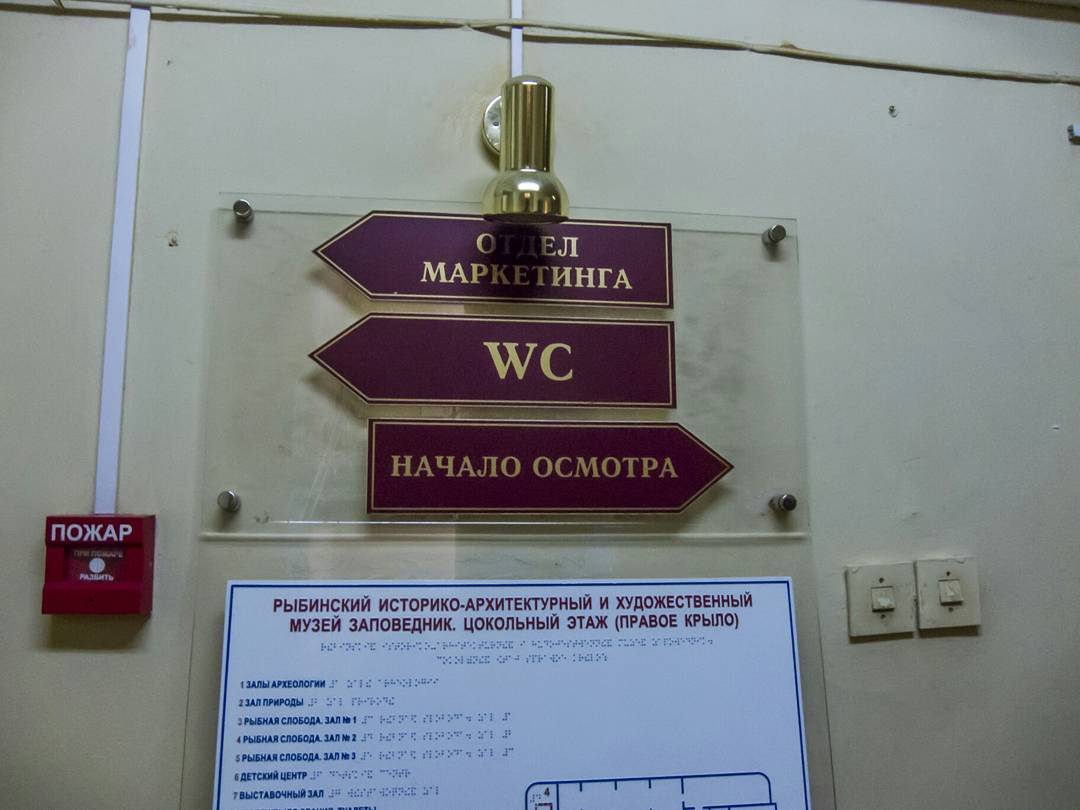 ОТДЕЛ
МАРКЕТИНГА
WC
НАЧАЛО ОСМОТРА
ПОЖАР
ПРИ ПОЖАРЕ
РАЗБИТЬ
РЫБИНСКИЙ ИСТОРИКО-АРХИТЕКТУРНЫЙ И ХУДОЖЕСТВЕННЫЙ
МУЗЕЙ ЗАПОВЕДНИК. ЦОКОЛЬНЫЙ ЭТАЖ (ПРАВОЕ КРЫЛО)
1 ЗАЛЫ АРХЕОЛОГИИ
2 ЗАЛ ПРИРОДЫ
3 РЫБНАЯ СЛОБОДА. ЗАЛ № 1
4 РЫБНАЯ СЛОБОДА. ЗАЛ № 2
5 РЫБНАЯ СЛОБОДА. ЗАЛ № 3
6 ДЕТСКИЙ ЦЕНТР
7 ВЫСТАВОЧНЫЙ ЗАЛ
4